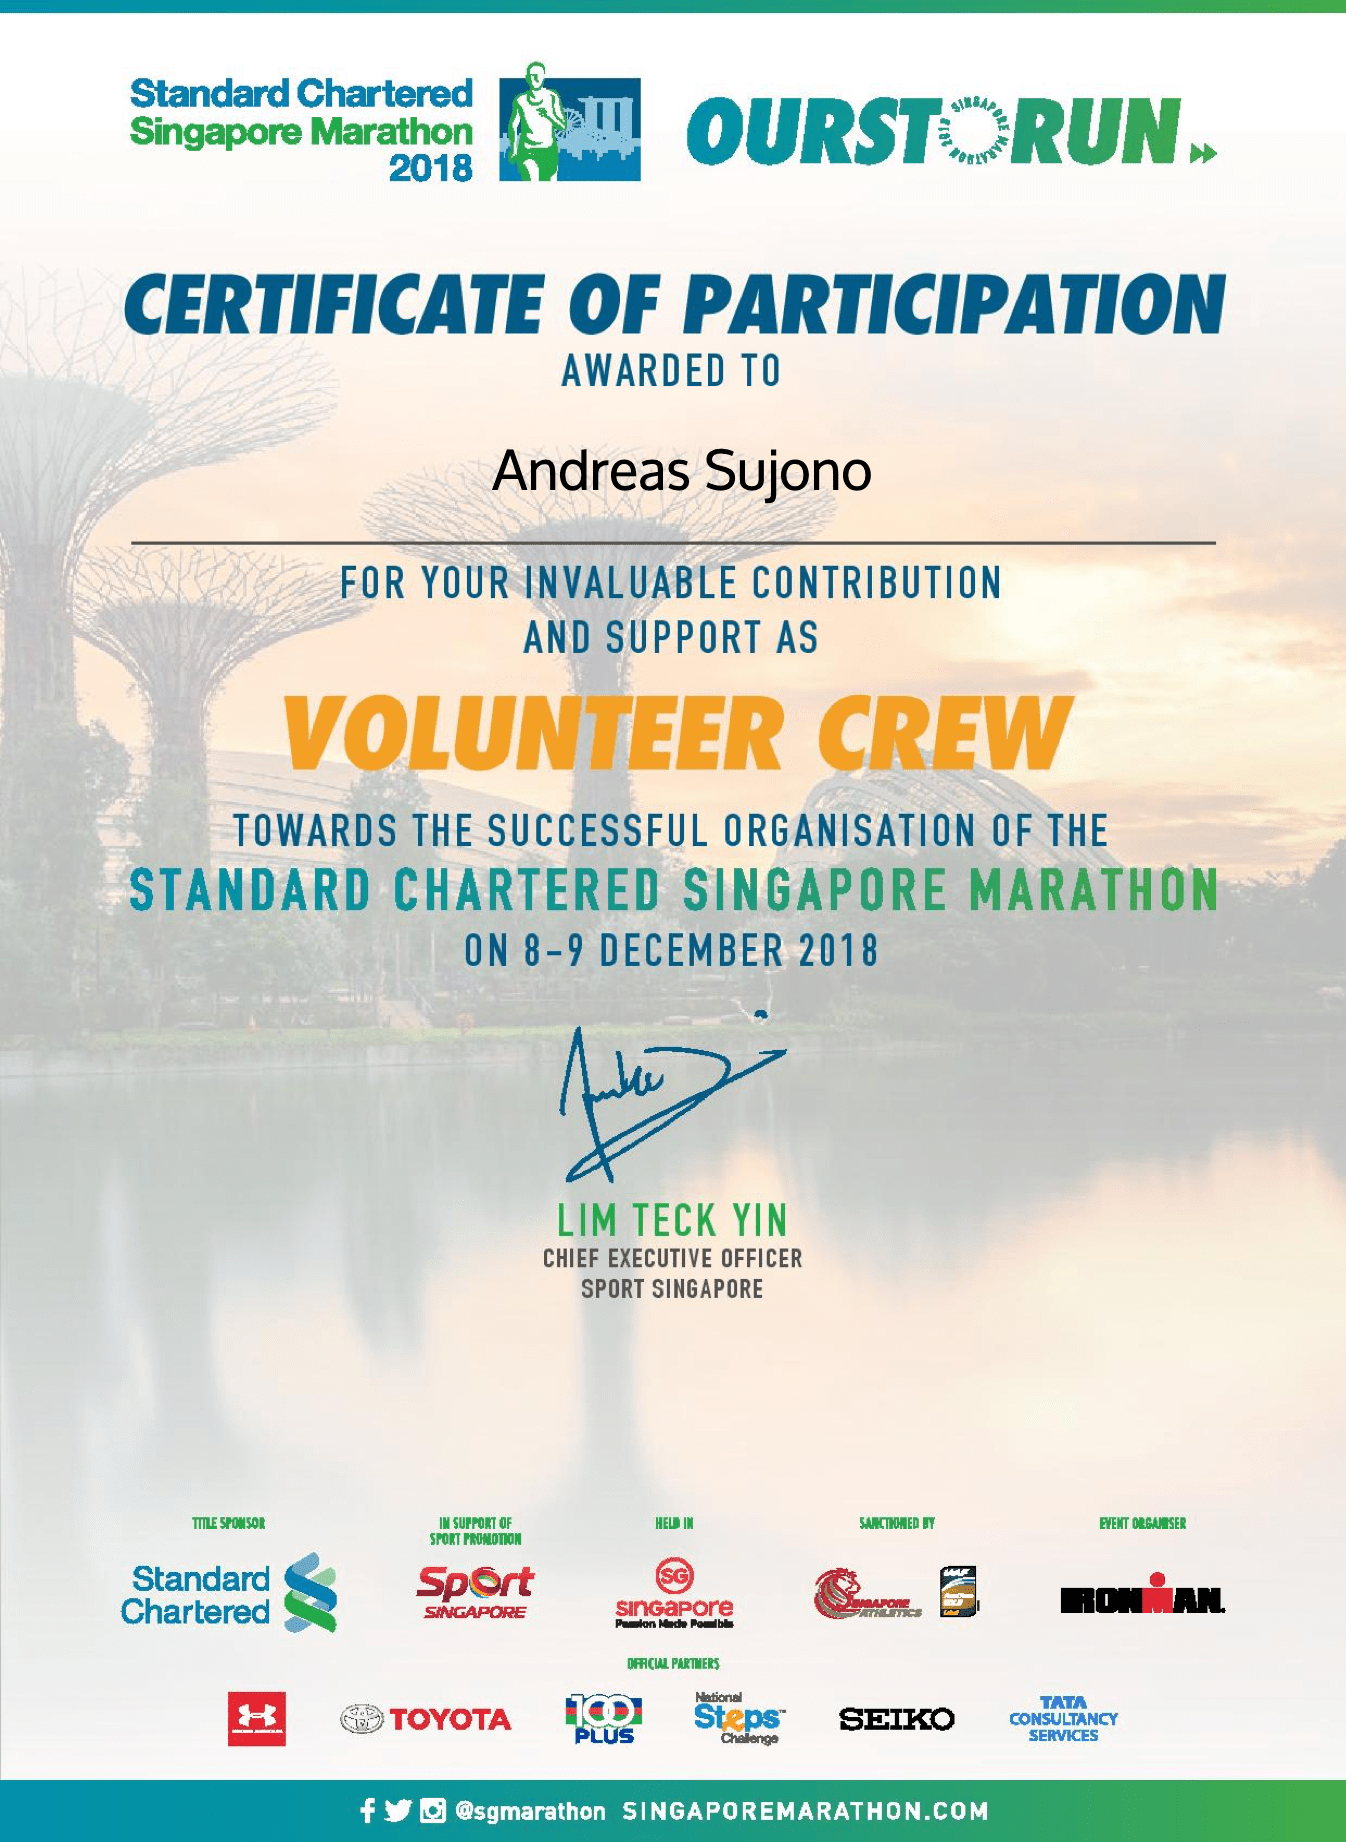 Standard Chartered
Singapore Marathon
2018
OURSTORUN
SINGAPORE MARATHON 2018
CERTIFICATE OF PARTICIPATION
AWARDED TO
Andreas Sujono
FOR YOUR INVALUABLE CONTRIBUTION
AND SUPPORT AS
VOLUNTEER CREW
TOWARDS THE SUCCESSFUL ORGANISATION OF THE
STANDARD CHARTERED SINGAPORE MARATHON
ON 8-9 DECEMBER 2018
LIM TECK YIN
CHIEF EXECUTIVE OFFICER
SPORT SINGAPORE
TITLE SPONSOR
Standard
Chartered
IN SUPPORT OF
SPORT PROMOTION
Sport
SINGAPORE
HELD IN
SG
SINGAPORE
Passion Made Possible
SANCTIONED BY
SINGAPORE
ATHLETICS
IAAF
EVENT ORGANISER
IRONMAN
OFFICIAL PARTNERS
TOYOTA
100
PLUS
National
Steps™
Challenge
SEIKO
TATA
CONSULTANCY
SERVICES
@sgmarathon SINGAPOREMARATHON.COM